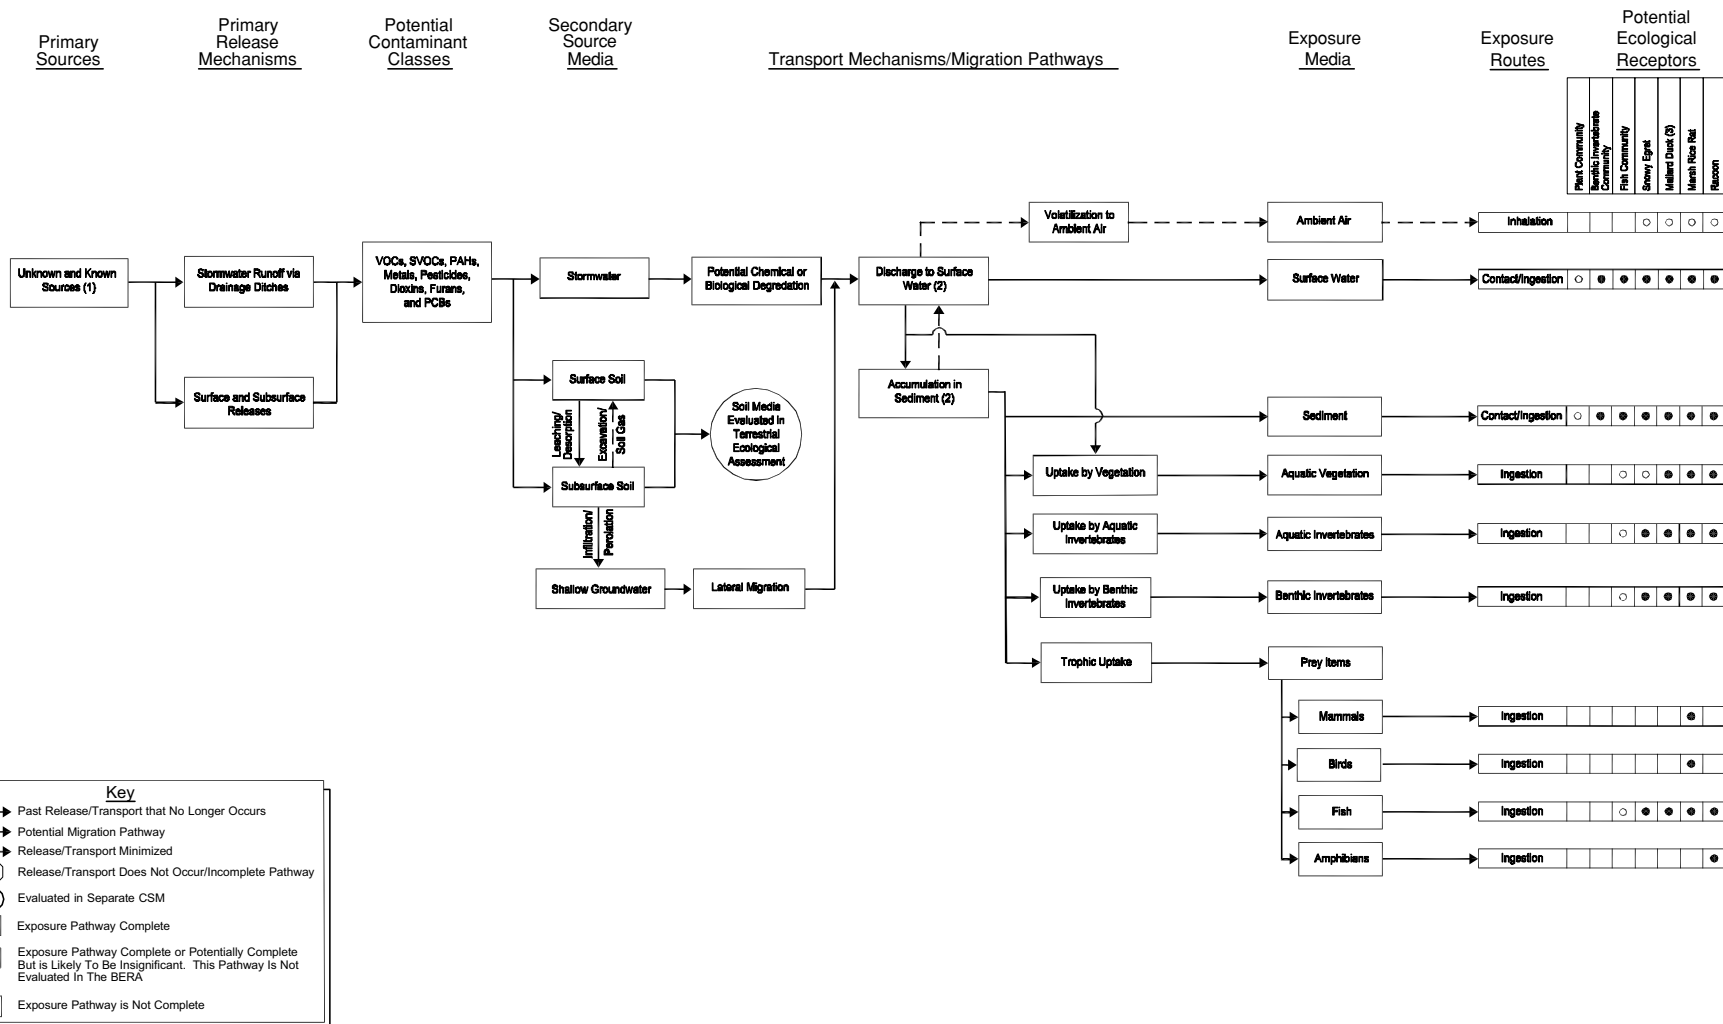 Primary
Sources
Primary
Release
Mechanisms
Potential
Contaminant
Classes
Secondary
Source
Media
Transport Mechanisms/Migration Pathways
Exposure
Media
Exposure
Routes
Potential
Ecological
Receptors
Plant Community
Benthic Invertebrate
Community
Fish Community
Snowy Egret
Mallard Duck (3)
Marsh Rice Rat
Racoon
Volatilization to
Ambient Air
Ambient Air
Inhalation
Unknown and Known
Sources (1)
Stormwater Runoff via
Drainage Ditches
VOCs, SVOCs, PAHs,
Metals, Pesticides,
Dioxins, Furans,
and PCBs
Stormwater
Potential Chemical or
Biological Degredation
Discharge to Surface
Water (2)
Surface Water
Contact/Ingestion
Surface and Subsurface
Releases
Surface Soil
Leaching/
Desorption
Excavation/
Soil Gas
Subsurface Soil
Soil Media
Evaluated in
Terrestrial
Ecological
Assessment
Accumulation in
Sediment (2)
Sediment
Contact/Ingestion
Uptake by Vegetation
Aquatic Vegetation
Ingestion
Infiltration/
Perolation
Uptake by Aquatic
Invertebrates
Aquatic Invertebrates
Ingestion
Shallow Groundwater
Lateral Migration
Uptake by Benthic
Invertebrates
Benthic Invertebrates
Ingestion
Trophic Uptake
Prey Items
Mammals
Ingestion
Birds
Ingestion
Fish
Ingestion
Amphibians
Ingestion
Key
Past Release/Transport that No Longer Occurs
Potential Migration Pathway
Release/Transport Minimized
Release/Transport Does Not Occur/Incomplete Pathway
Evaluated in Separate CSM
Exposure Pathway Complete
Exposure Pathway Complete or Potentially Complete
But is Likely To Be Insignificant. This Pathway Is Not
Evaluated In The BERA
Exposure Pathway is Not Complete